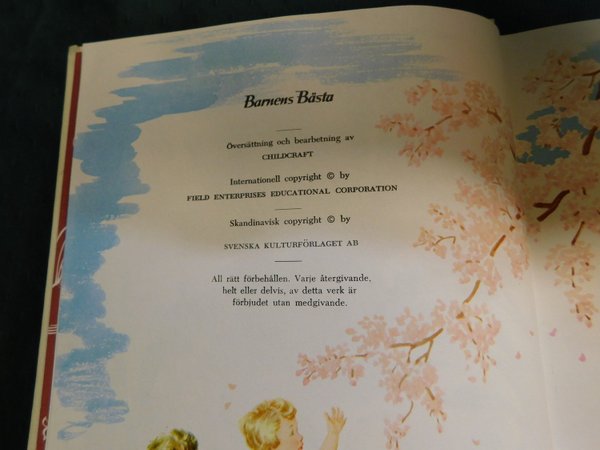 Barnens Bästa
Översättning och bearbetning av
CHILDCRAFT
Internationell copyright © by
FIELD ENTERPRISES EDUCATIONAL CORPORATION
Skandinavisk copyright © by
SVENSKA KULTURFÖRLAGET AB
All rätt förbehållen. Varje återgivande,
helt eller delvis, av detta verk är
förbjudet utan medgivande.